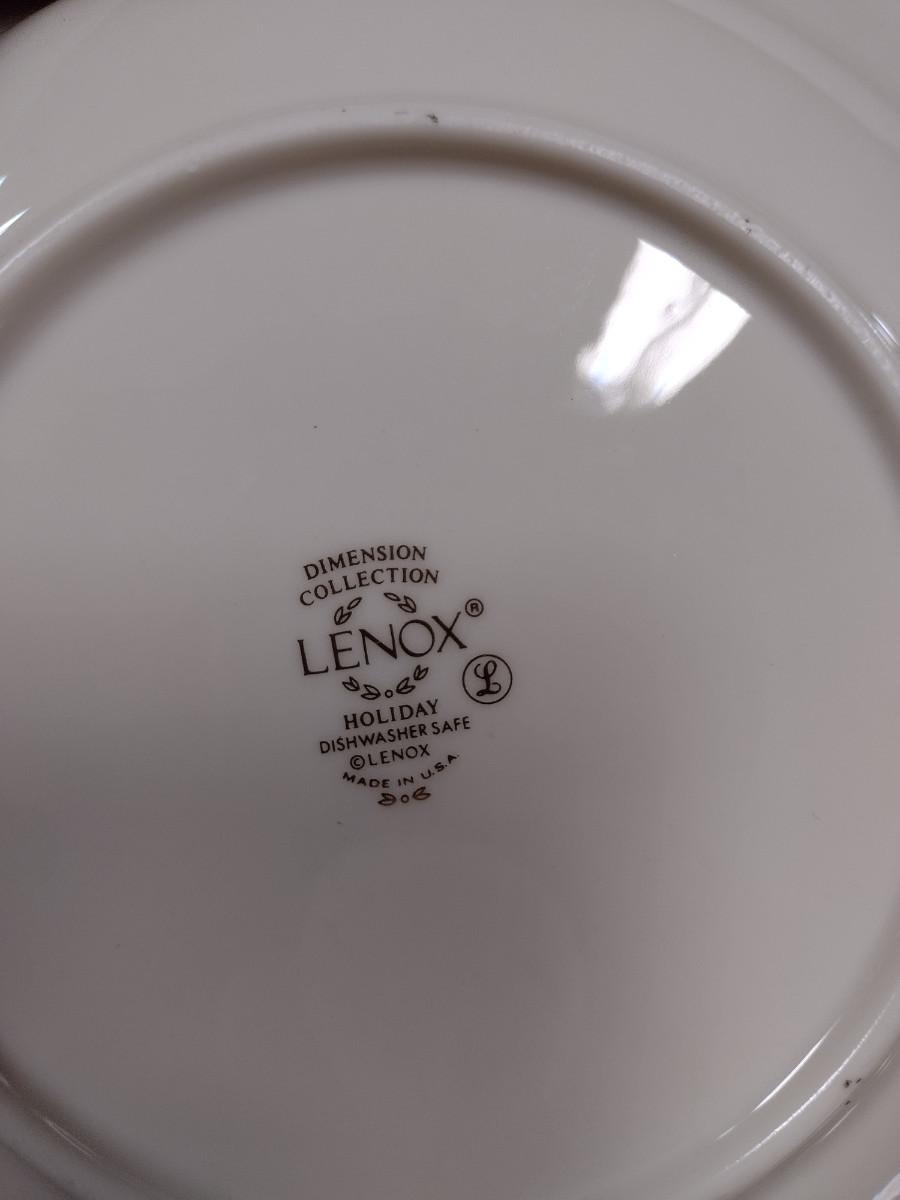 DIMENSION
COLLECTION
LENOX®
L
HOLIDAY
DISHWASHER SAFE
©LENOX
MADE IN U.S.A.